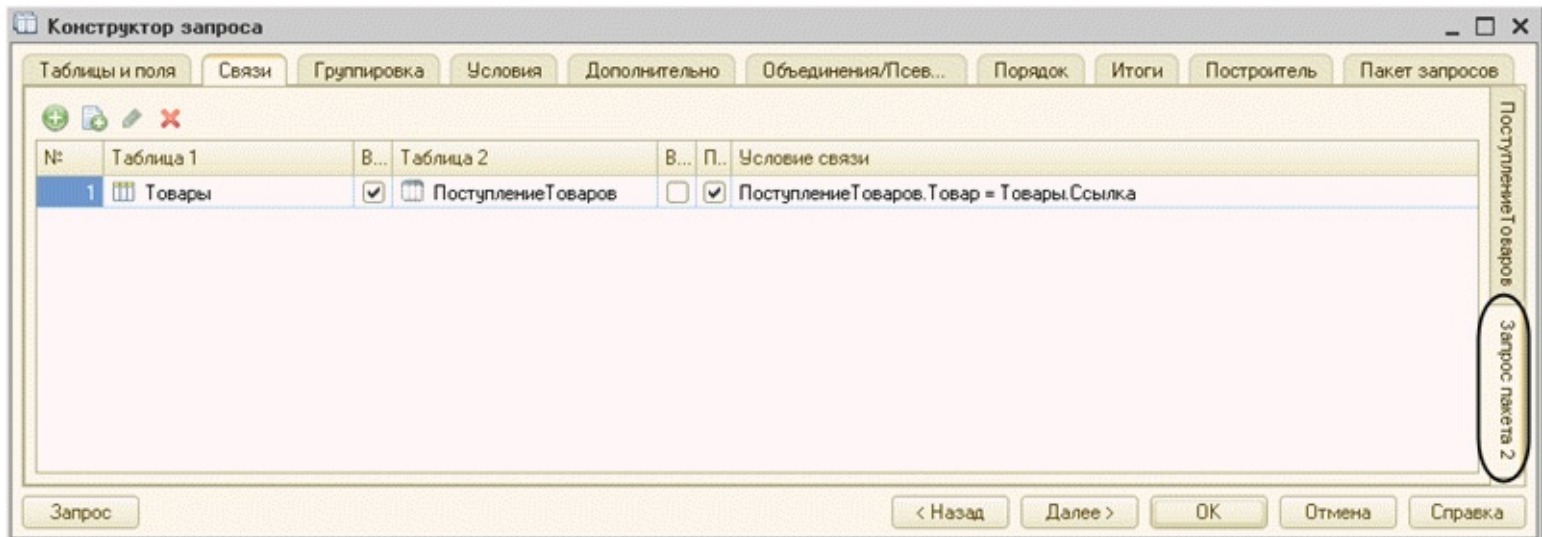 Конструктор запроса
Таблицы и поля Связи Группировка Условия Дополнительно Объединения/Псев... Порядок Итоги Построитель Пакет запросов
№ Таблица 1 В... Таблица 2 В... П... Условие связи
1 Товары ПоступлениеТоваров ПоступлениеТоваров.Товар = Товары.Ссылка
ПоступлениеТоваров
Запрос пакета 2
Запрос < Назад Далее > OK Отмена Справка